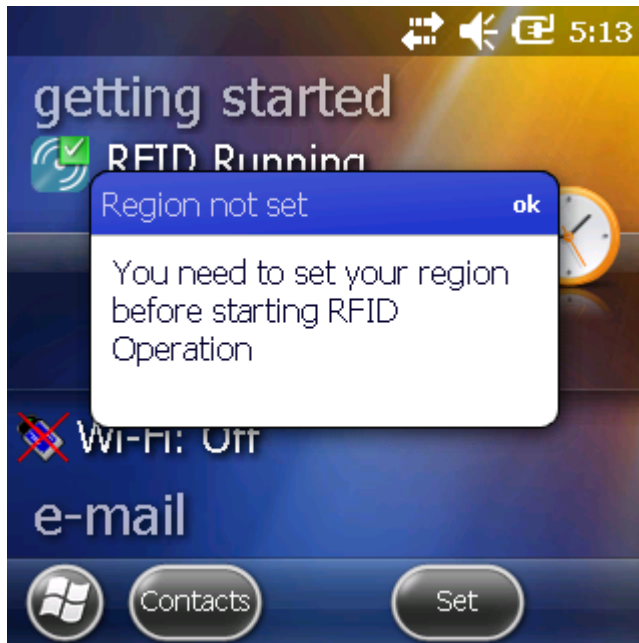 5:13
getting started
RFID Running
Region not set ok
You need to set your region
before starting RFID
Operation
Wi-Fi: Off
e-mail
Contacts Set